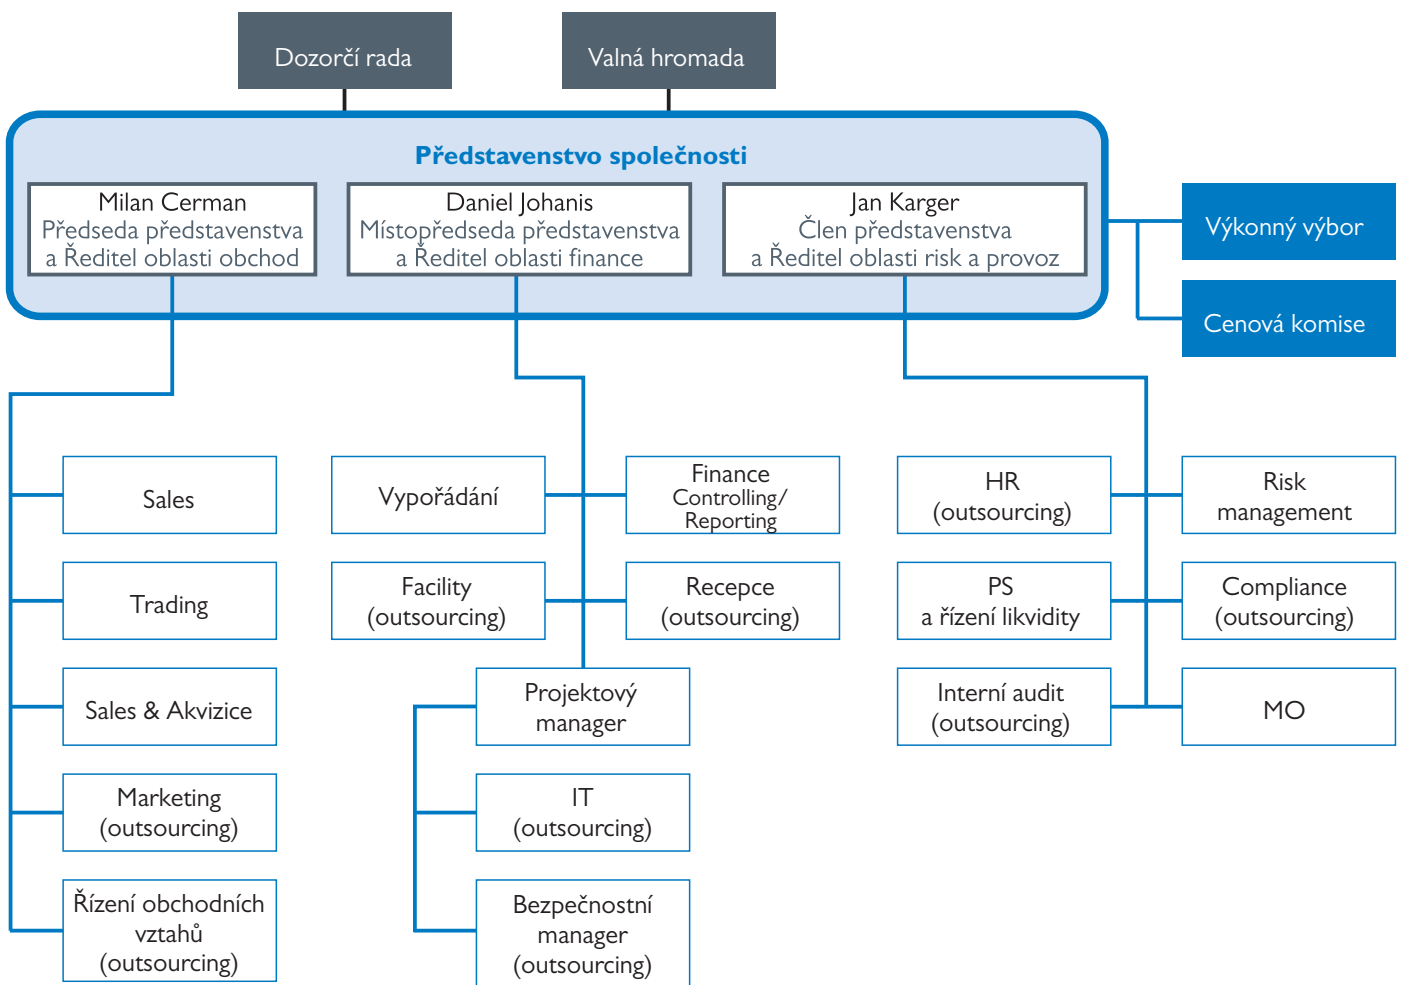 Dozorčí rada
Valná hromada
Představenstvo společnosti
Milan Cerman
Předseda představenstva
a Ředitel oblasti obchod
Daniel Johanis
Místopředseda představenstva
a Ředitel oblasti finance
Jan Karger
Člen představenstva
a Ředitel oblasti risk a provoz
Výkonný výbor
Cenová komise
Sales
Trading
Sales & Akvizice
Marketing
(outsourcing)
Řízení obchodních
vztahů
(outsourcing)
Vypořádání
Finance
Controlling/
Reporting
Facility
(outsourcing)
Recepce
(outsourcing)
Projektový
manager
IT
(outsourcing)
Bezpečnostní
manager
(outsourcing)
HR
(outsourcing)
Risk
management
PS
a řízení likvidity
Compliance
(outsourcing)
Interní audit
(outsourcing)
MO